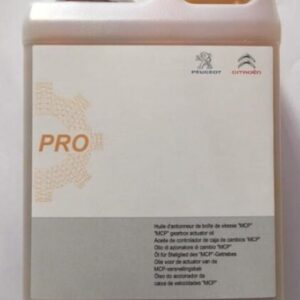 PEUGEOT CITROËN
PRO
Huile d'actionneur de boîte de vitesse "MCP"
"MCP" gearbox actuator oil
Aceite de controlador de caja de cambios "MCP"
Olio di azionatore di cambio "MCP"
Öl für Stellglied des "MCP"-Getriebes
Olie voor de actuator van de
MCP-versnellingsbak
Óleo do accionador da
caixa de velocidades "MCP"